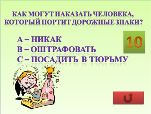 КАК МОГУТ НАКАЗАТЬ ЧЕЛОВЕКА,
КОТОРЫЙ ПОРТИТ ДОРОЖНЫЕ ЗНАКИ?
А – НИКАК
В – ОШТРАФОВАТЬ
С – ПОСАДИТЬ В ТЮРЬМУ
10